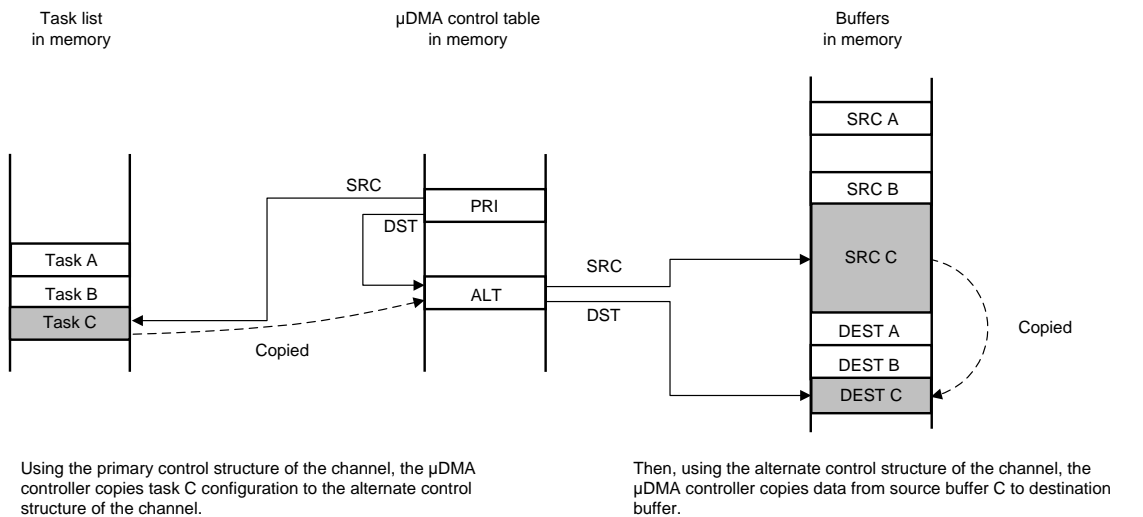 Task list
in memory
µDMA control table
in memory
Buffers
in memory
SRC A
SRC B
SRC
PRI
DST
SRC C
Task A
SRC
Task B
ALT
DST
Task C
DEST A
Copied
Copied
DEST B
DEST C
Using the primary control structure of the channel, the µDMA
controller copies task C configuration to the alternate control
structure of the channel.
Then, using the alternate control structure of the channel, the
µDMA controller copies data from source buffer C to destination
buffer.